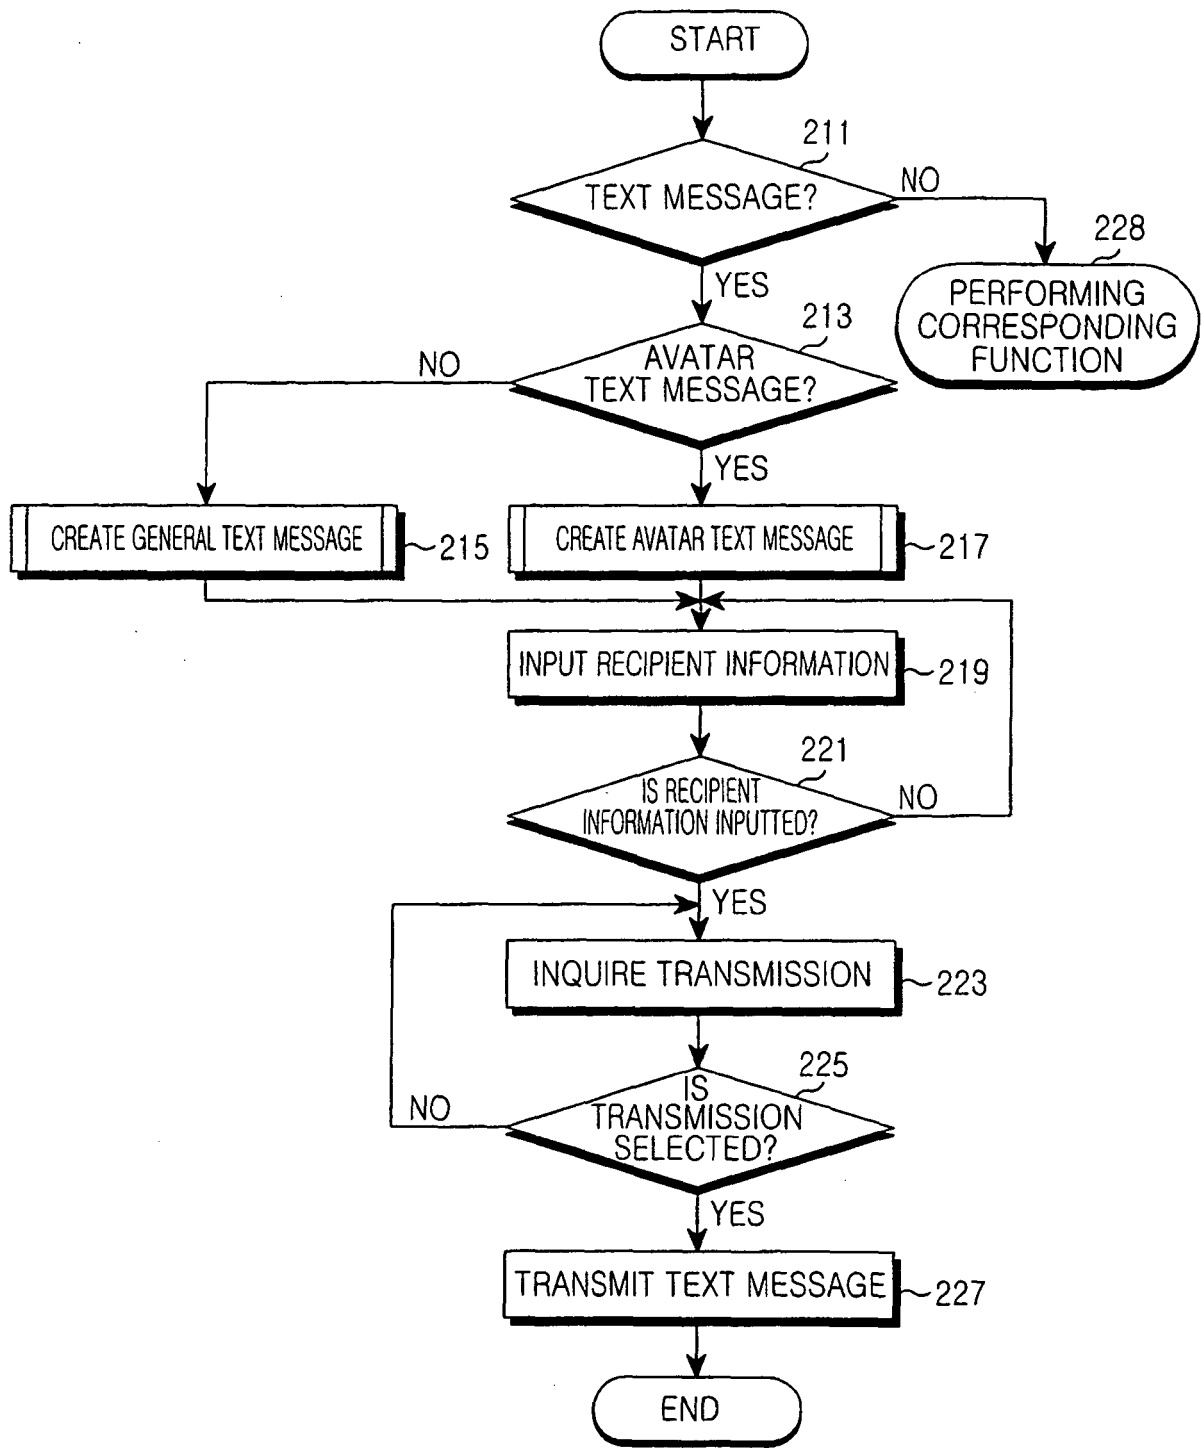 START
211
TEXT MESSAGE?
NO
228
PERFORMING
CORRESPONDING
FUNCTION
YES
213
AVATAR
TEXT MESSAGE?
NO
YES
CREATE GENERAL TEXT MESSAGE
215
CREATE AVATAR TEXT MESSAGE
217
INPUT RECIPIENT INFORMATION
219
221
IS RECIPIENT
INFORMATION INPUTTED?
NO
YES
INQUIRE TRANSMISSION
223
225
IS
TRANSMISSION
SELECTED?
NO
YES
TRANSMIT TEXT MESSAGE
227
END